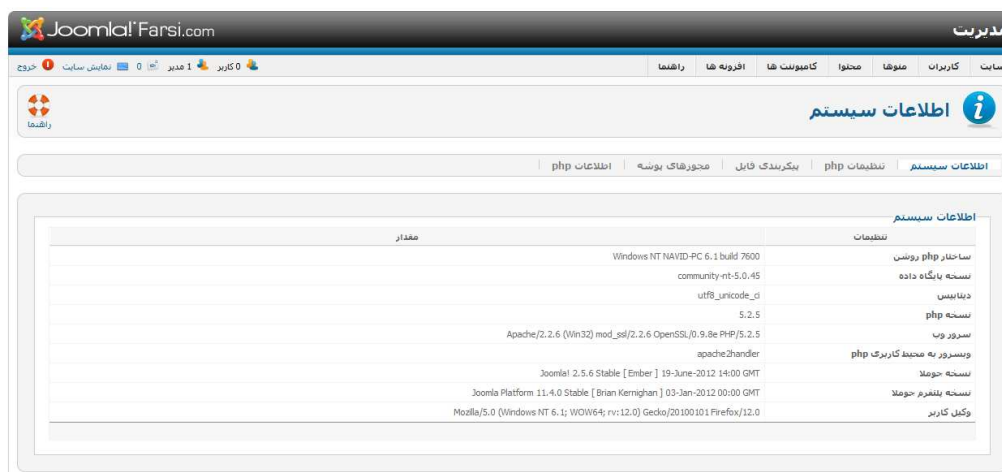 Joomla! Farsi.com
مدیریت
سایت کاربران منوها محتوا کامپوننت ها افزونه ها راهنما
0 کاربر 1 مدیر 0 نمایش سایت خروج
اطلاعات سیستم
راهنما
اطلاعات سیستم تنظیمات php پیکربندی فایل مجوزهای پوشه اطلاعات php
اطلاعات سیستم
تنظیمات مقدار
ساختار php روشن Windows NT NAVID-PC 6.1 build 7600
نسخه پایگاه داده community-nt-5.0.45
دیتابیس utf8_unicode_ci
نسخه php 5.2.5
سرور وب Apache/2.2.6 (Win32) mod_ssl/2.2.6 OpenSSL/0.9.8e PHP/5.2.5
وبسرور به محیط کاربری php apache2handler
نسخه جوملا Joomla! 2.5.6 Stable [ Ember ] 19-June-2012 14:00 GMT
نسخه پلتفرم جوملا Joomla Platform 11.4.0 Stable [ Brian Kernighan ] 03-Jan-2012 00:00 GMT
وکیل کاربر Mozilla/5.0 (Windows NT 6.1; WOW64; rv:12.0) Gecko/20100101 Firefox/12.0